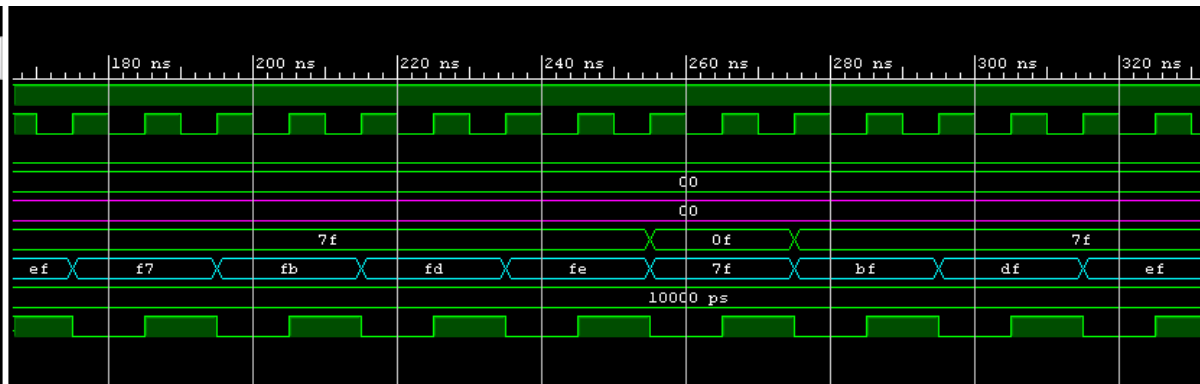 180 ns 200 ns 220 ns 240 ns 260 ns 280 ns 300 ns 320 ns
00
00
7f 0f 7f
ef f7 fb fd fe 7f bf df ef
10000 ps